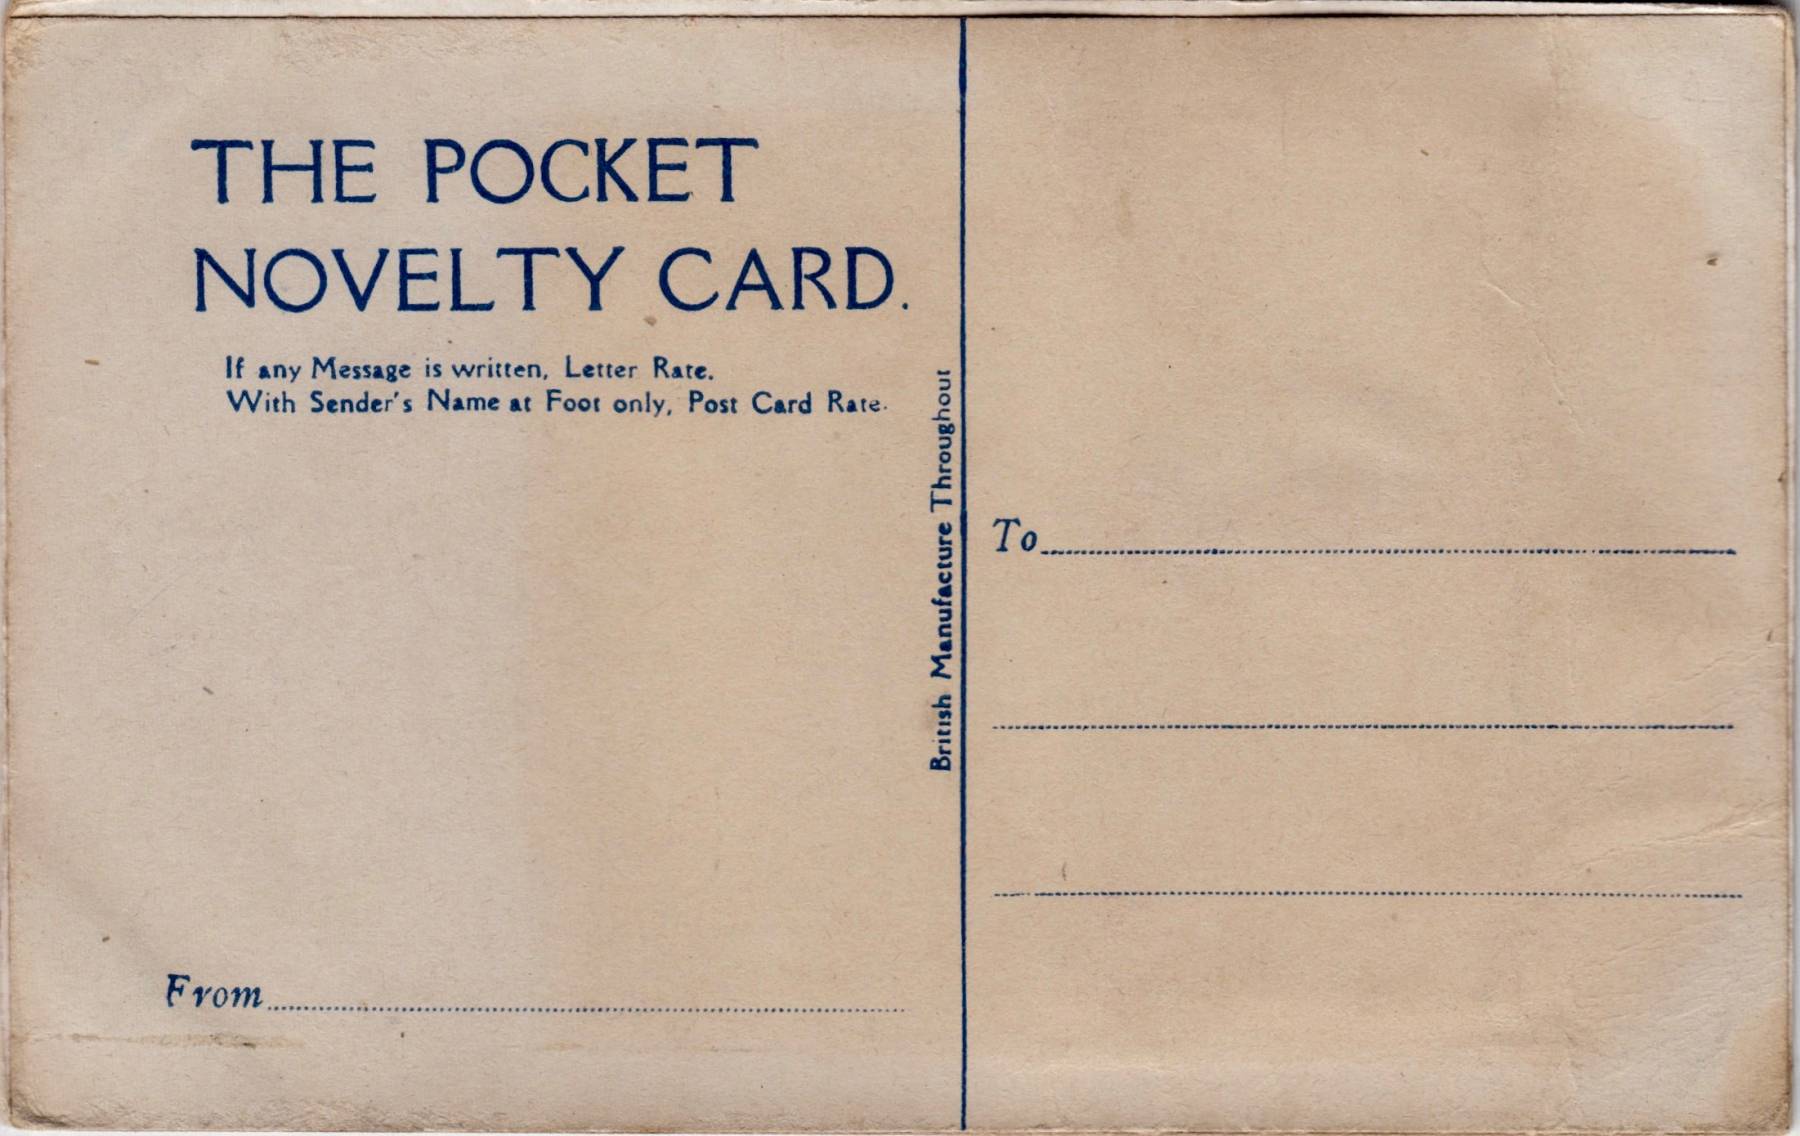 THE POCKET
NOVELTY CARD.
If any Message is written, Letter Rate.
With Sender's Name at Foot only, Post Card Rate.
From
British Manufacture Throughout
To